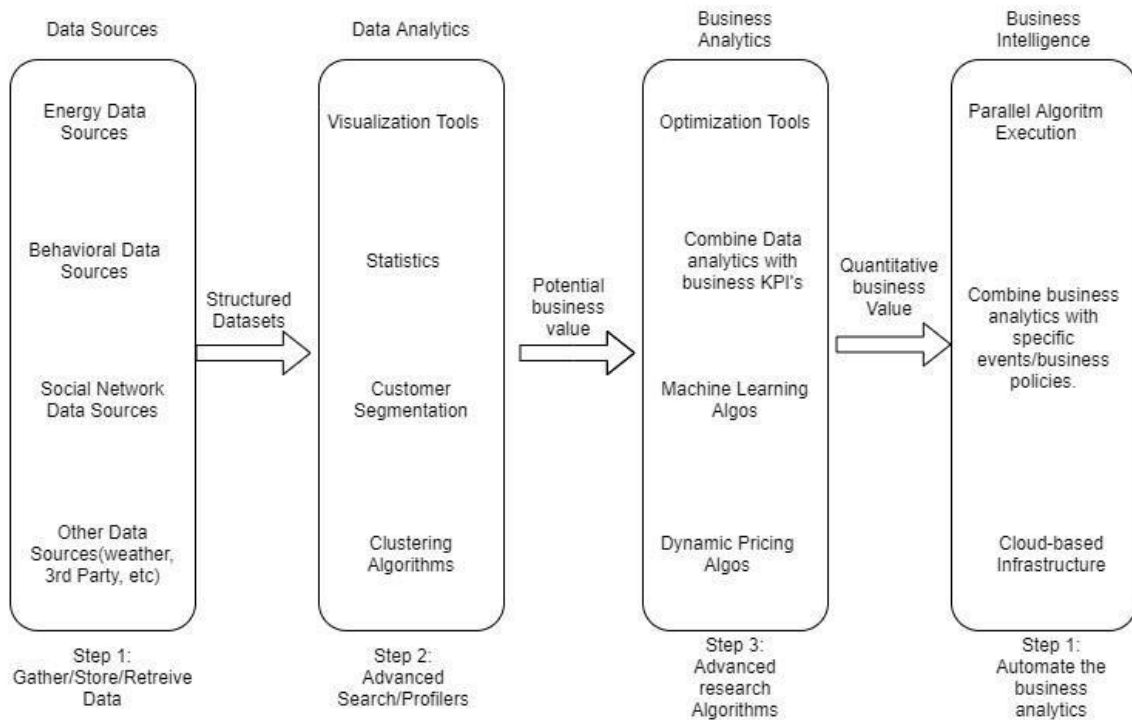 Data Sources
Energy Data
Sources
Behavioral Data
Sources
Social Network
Data Sources
Other Data
Sources(weather,
3rd Party, etc)
Step 1:
Gather/Store/Retreive
Data
Structured
Datasets
Data Analytics
Visualization Tools
Statistics
Customer
Segmentation
Clustering
Algorithms
Step 2:
Advanced
Search/Profilers
Potential
business
value
Business
Analytics
Optimization Tools
Combine Data
analytics with
business KPI's
Machine Learning
Algos
Dynamic Pricing
Algos
Step 3:
Advanced
research
Algorithms
Quantitative
business
Value
Business
Intelligence
Parallel Algoritm
Execution
Combine business
analytics with
specific
events/business
policies.
Cloud-based
Infrastructure
Step 1:
Automate the
business
analytics